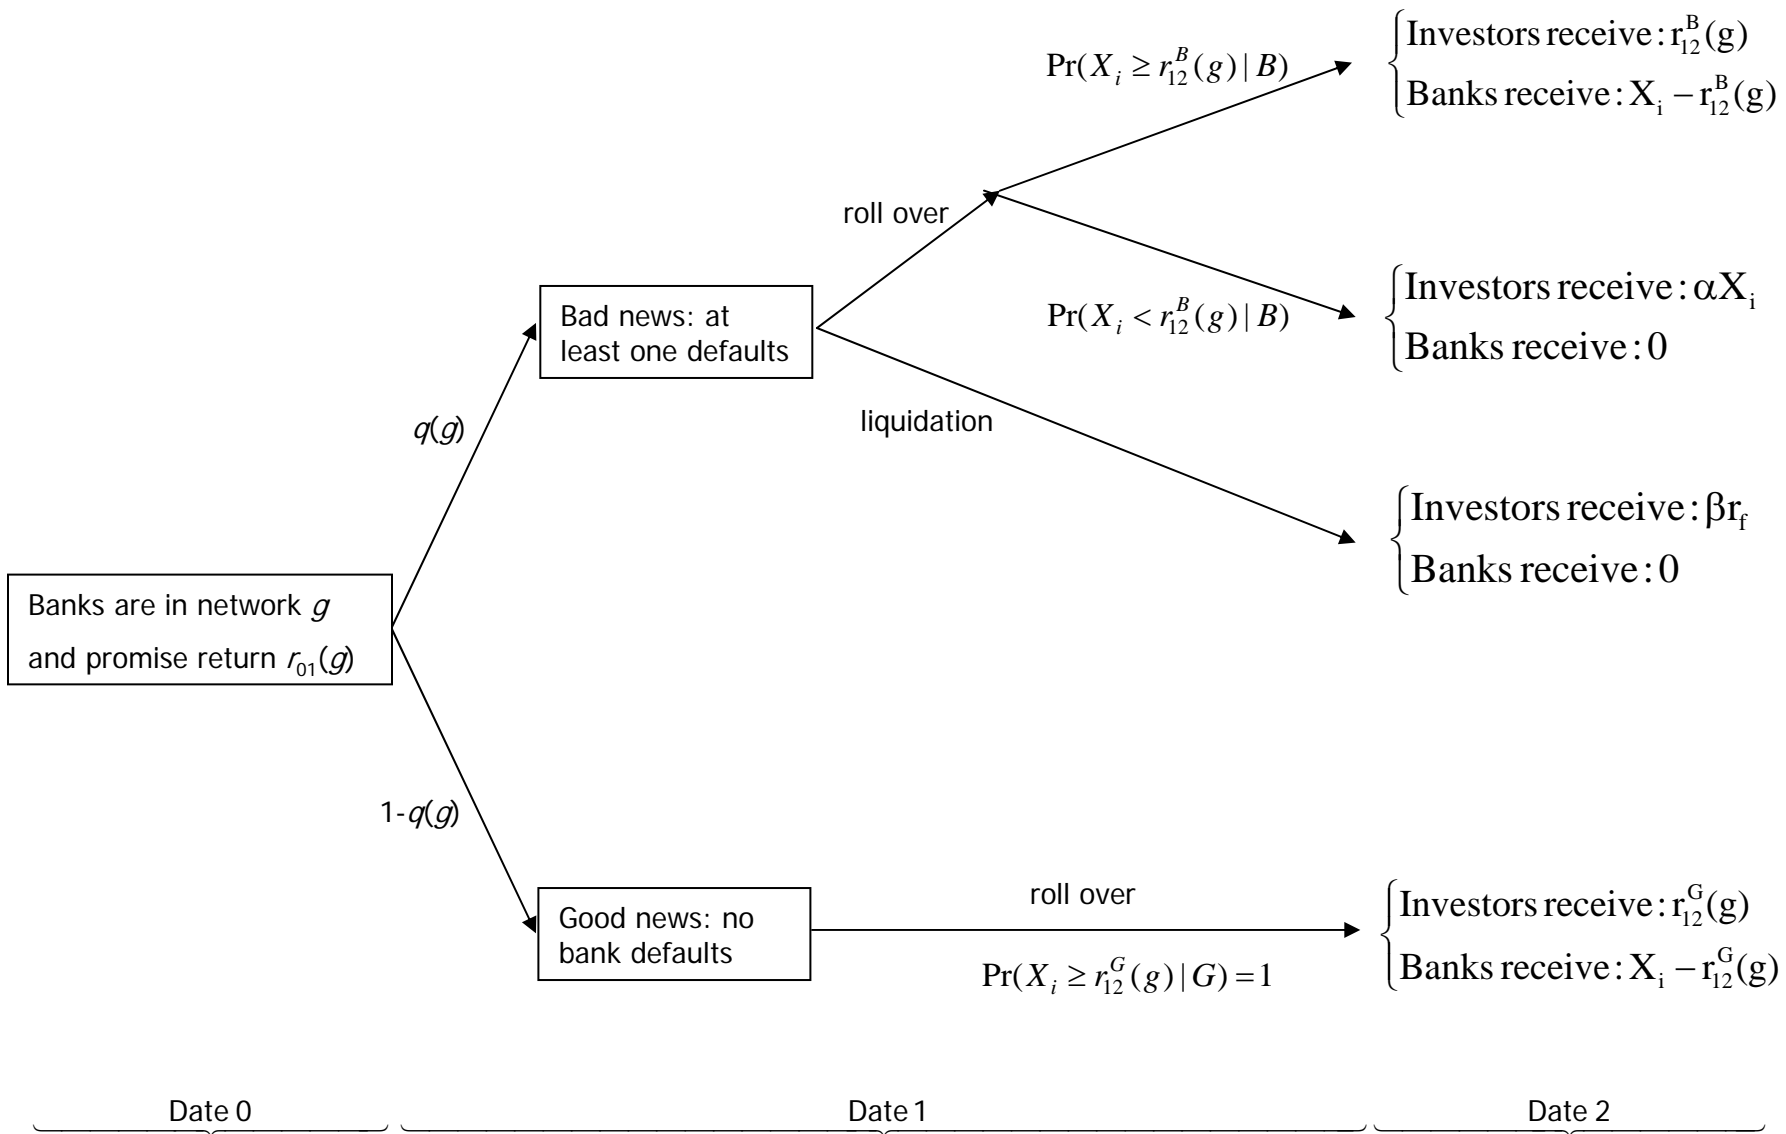 Pr(X_i ≥ r_12^B(g) | B)
Investors receive: r_12^B(g)
Banks receive: X_i − r_12^B(g)
roll over
Pr(X_i < r_12^B(g) | B)
Investors receive: αX_i
Banks receive: 0
Bad news: at
least one defaults
q(g)
liquidation
Investors receive: βr_f
Banks receive: 0
Banks are in network g
and promise return r_01(g)
1-q(g)
Good news: no
bank defaults
roll over
Pr(X_i ≥ r_12^G(g) | G) = 1
Investors receive: r_12^G(g)
Banks receive: X_i − r_12^G(g)
Date 0
Date 1
Date 2